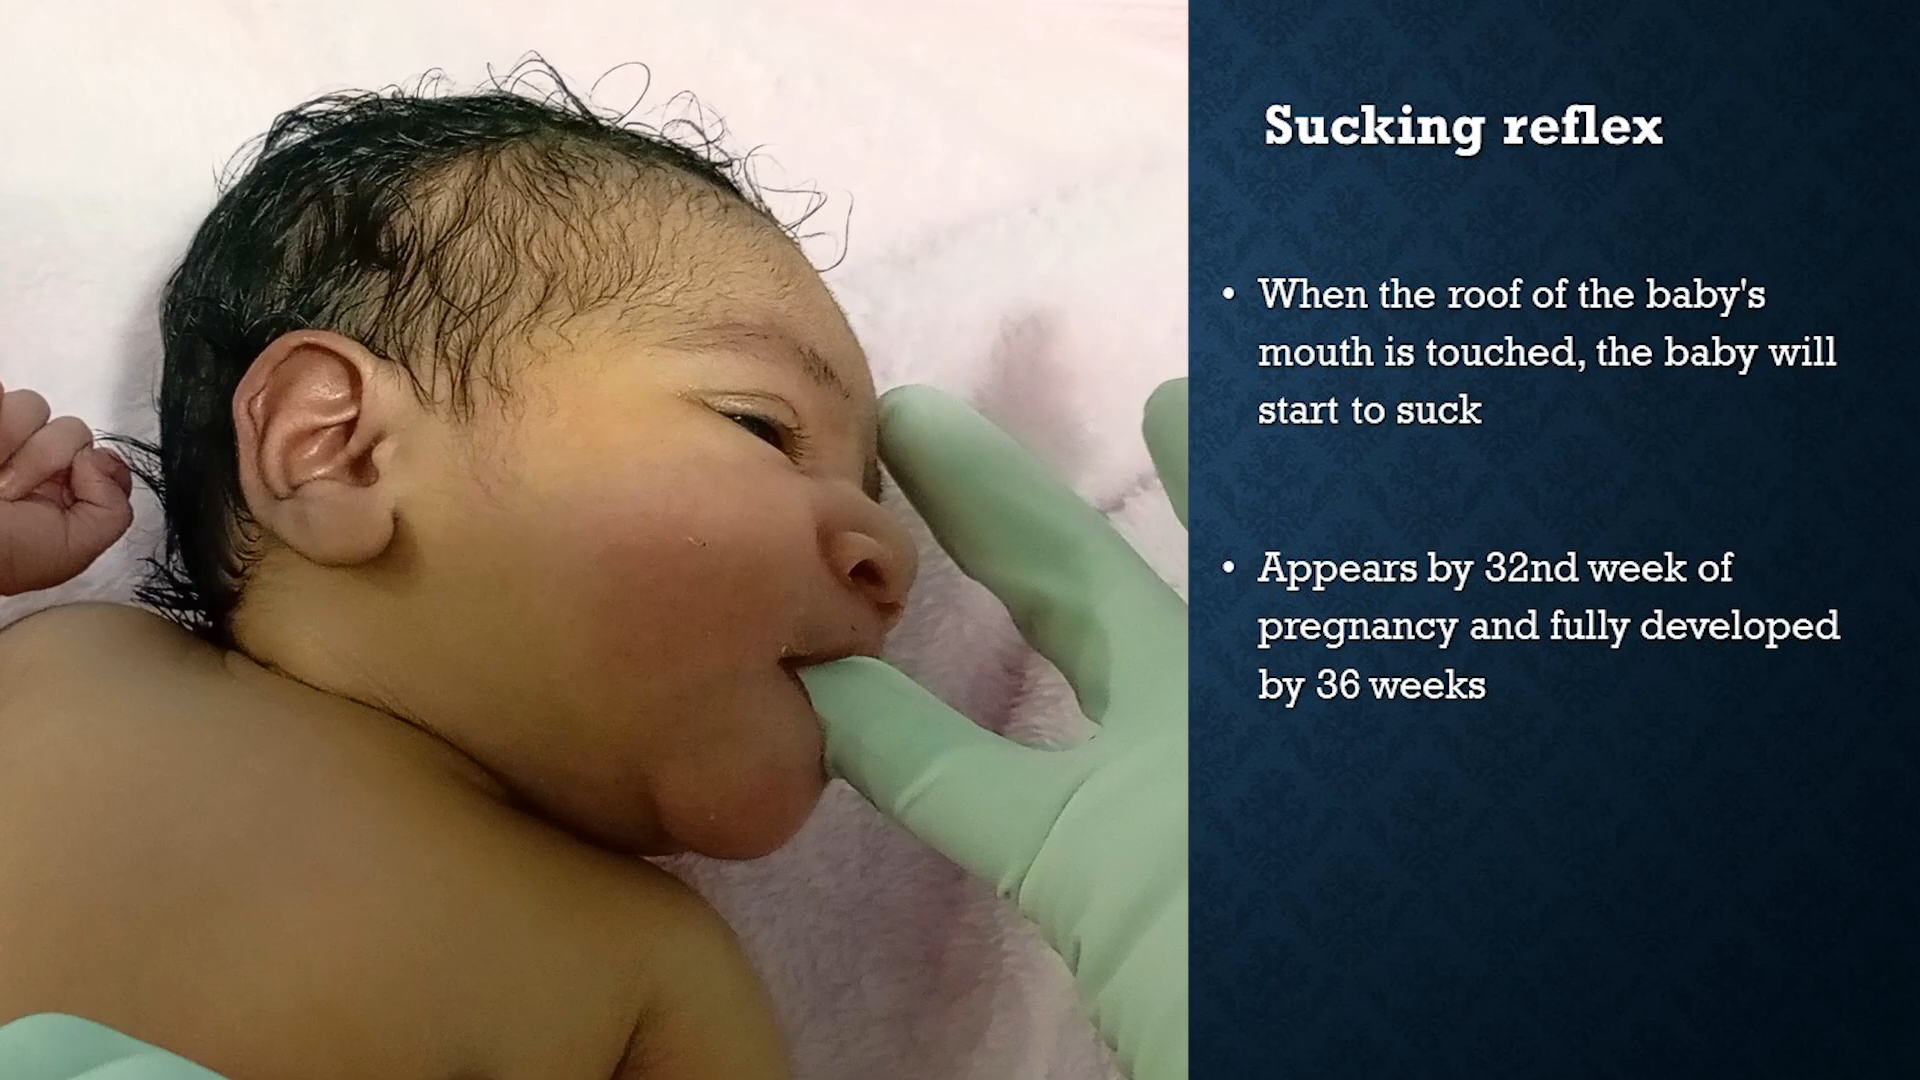 Sucking reflex
• When the roof of the baby's
mouth is touched, the baby will
start to suck
• Appears by 32nd week of
pregnancy and fully developed
by 36 weeks